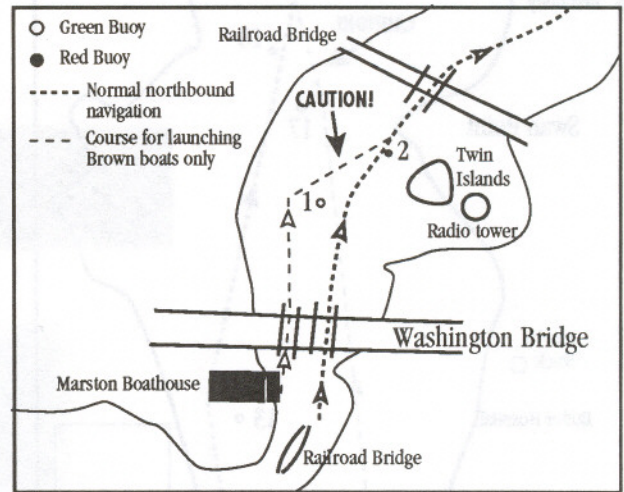 Green Buoy
Red Buoy
Normal northbound
navigation
Course for launching
Brown boats only
Railroad Bridge
CAUTION!
1
2
Twin
Islands
Radio tower
Washington Bridge
Marston Boathouse
Railroad Bridge